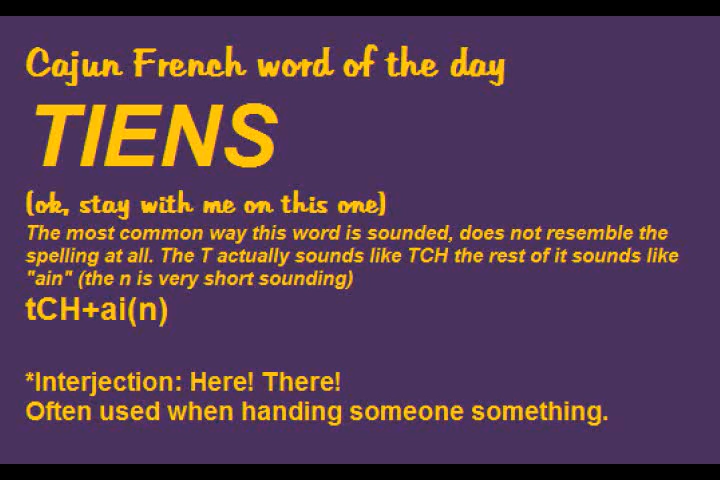 Cajun French word of the day
TIENS
(ok, stay with me on this one)
The most common way this word is sounded, does not resemble the
spelling at all. The T actually sounds like TCH the rest of it sounds like
"ain" (the n is very short sounding)
tCH+ai(n)
*Interjection: Here! There!
Often used when handing someone something.